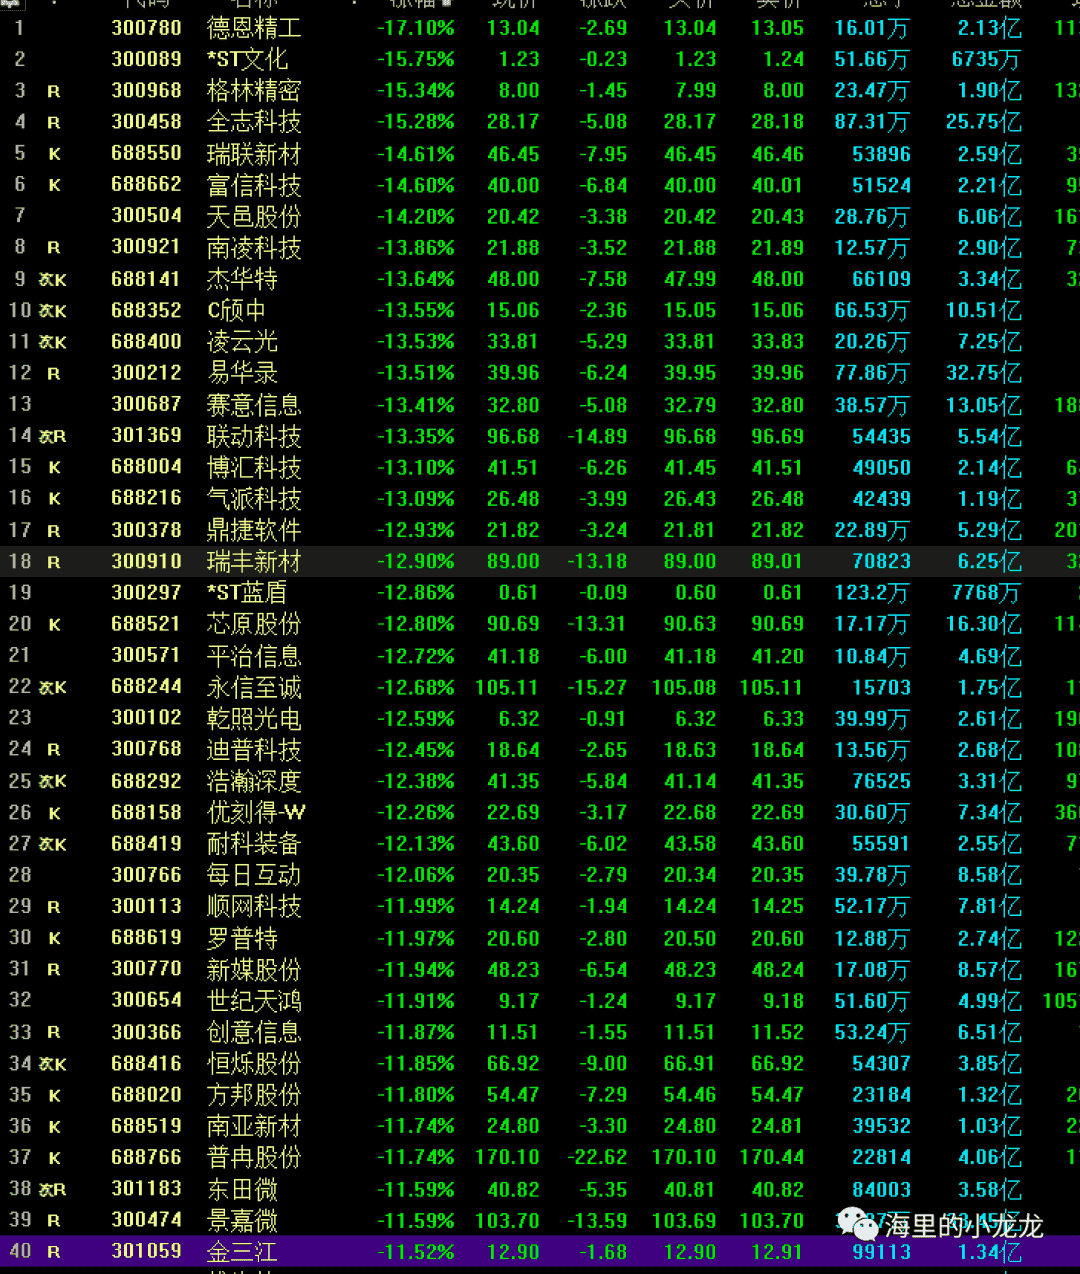 代码 名称 涨幅 现价 涨跌 买价 卖价 总手 总金额
1 300780 德恩精工 -17.10% 13.04 -2.69 13.04 13.05 16.01万 2.13亿 11
2 300089 *ST文化 -15.75% 1.23 -0.23 1.23 1.24 51.66万 6735万
3 R 300968 格林精密 -15.34% 8.00 -1.45 7.99 8.00 23.47万 1.90亿 13
4 R 300458 全志科技 -15.28% 28.17 -5.08 28.17 28.18 87.31万 25.75亿
5 K 688550 瑞联新材 -14.61% 46.45 -7.95 46.45 46.46 53896 2.59亿 3
6 K 688662 富信科技 -14.60% 40.00 -6.84 40.00 40.01 51524 2.21亿 9
7 300504 天邑股份 -14.20% 20.42 -3.38 20.42 20.43 28.76万 6.06亿 16
8 R 300921 南凌科技 -13.86% 21.88 -3.52 21.88 21.89 12.57万 2.90亿 7
9 次K 688141 杰华特 -13.64% 48.00 -7.58 47.99 48.00 66109 3.34亿 3
10 次K 688352 C颀中 -13.55% 15.06 -2.36 15.05 15.06 66.53万 10.51亿
11 次K 688400 凌云光 -13.53% 33.81 -5.29 33.81 33.83 20.26万 7.25亿
12 R 300212 易华录 -13.51% 39.96 -6.24 39.95 39.96 77.86万 32.75亿
13 300687 赛意信息 -13.41% 32.80 -5.08 32.79 32.80 38.57万 13.05亿 18
14 次R 301369 联动科技 -13.35% 96.68 -14.89 96.68 96.69 54435 5.54亿
15 K 688004 博汇科技 -13.10% 41.51 -6.26 41.45 41.51 49050 2.14亿 6
16 K 688216 气派科技 -13.09% 26.48 -3.99 26.43 26.48 42439 1.19亿 3
17 R 300378 鼎捷软件 -12.93% 21.82 -3.24 21.81 21.82 22.89万 5.29亿 20
18 R 300910 瑞丰新材 -12.90% 89.00 -13.18 89.00 89.01 70823 6.25亿 3
19 300297 *ST蓝盾 -12.86% 0.61 -0.09 0.60 0.61 123.2万 7768万
20 K 688521 芯原股份 -12.80% 90.69 -13.31 90.63 90.69 17.17万 16.30亿 11
21 300571 平治信息 -12.72% 41.18 -6.00 41.18 41.20 10.84万 4.69亿
22 次K 688244 永信至诚 -12.68% 105.11 -15.27 105.08 105.11 15703 1.75亿 1
23 300102 乾照光电 -12.59% 6.32 -0.91 6.32 6.33 39.99万 2.61亿 19
24 R 300768 迪普科技 -12.45% 18.64 -2.65 18.63 18.64 13.56万 2.68亿 10
25 次K 688292 浩瀚深度 -12.38% 41.35 -5.84 41.14 41.35 76525 3.31亿 9
26 K 688158 优刻得-W -12.26% 22.69 -3.17 22.68 22.69 30.60万 7.34亿 36
27 次K 688419 耐科装备 -12.13% 43.60 -6.02 43.58 43.60 55591 2.55亿 7
28 300766 每日互动 -12.06% 20.35 -2.79 20.34 20.35 39.78万 8.58亿
29 R 300113 顺网科技 -11.99% 14.24 -1.94 14.24 14.25 52.17万 7.81亿
30 K 688619 罗普特 -11.97% 20.60 -2.80 20.50 20.60 12.88万 2.74亿 12
31 R 300770 新媒股份 -11.94% 48.23 -6.54 48.23 48.24 17.08万 8.57亿 16
32 300654 世纪天鸿 -11.91% 9.17 -1.24 9.17 9.18 51.60万 4.99亿 105
33 R 300366 创意信息 -11.87% 11.51 -1.55 11.51 11.52 53.24万 6.51亿
34 次K 688416 恒烁股份 -11.85% 66.92 -9.00 66.91 66.92 54307 3.85亿
35 K 688020 方邦股份 -11.80% 54.47 -7.29 54.46 54.47 23184 1.32亿 2
36 K 688519 南亚新材 -11.74% 24.80 -3.30 24.80 24.81 39532 1.03亿 2
37 K 688766 普冉股份 -11.74% 170.10 -22.62 170.10 170.44 22814 4.06亿 1
38 次R 301183 东田微 -11.59% 40.82 -5.35 40.81 40.82 84003 3.58亿
39 R 300474 景嘉微 -11.59% 103.70 -13.59 103.69 103.70
海里的小龙龙
40 R 301059 金三江 -11.52% 12.90 -1.68 12.90 12.91 99113 1.34亿